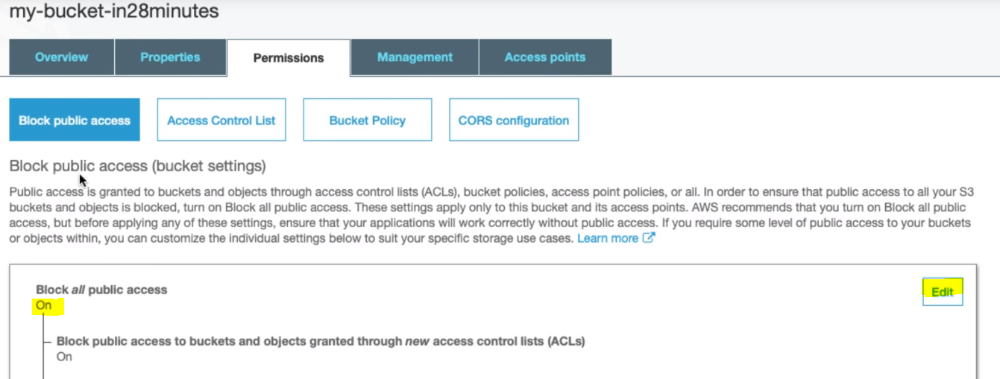 my-bucket-in28minutes
Overview
Properties
Permissions
Management
Access points
Block public access
Access Control List
Bucket Policy
CORS configuration
Block public access (bucket settings)
Public access is granted to buckets and objects through access control lists (ACLs), bucket policies, access point policies, or all. In order to ensure that public access to all your S3
buckets and objects is blocked, turn on Block all public access. These settings apply only to this bucket and its access points. AWS recommends that you turn on Block all public
access, but before applying any of these settings, ensure that your applications will work correctly without public access. If you require some level of public access to your buckets
or objects within, you can customize the individual settings below to suit your specific storage use cases. Learn more
Block all public access
On
Edit
Block public access to buckets and objects granted through new access control lists (ACLs)
On